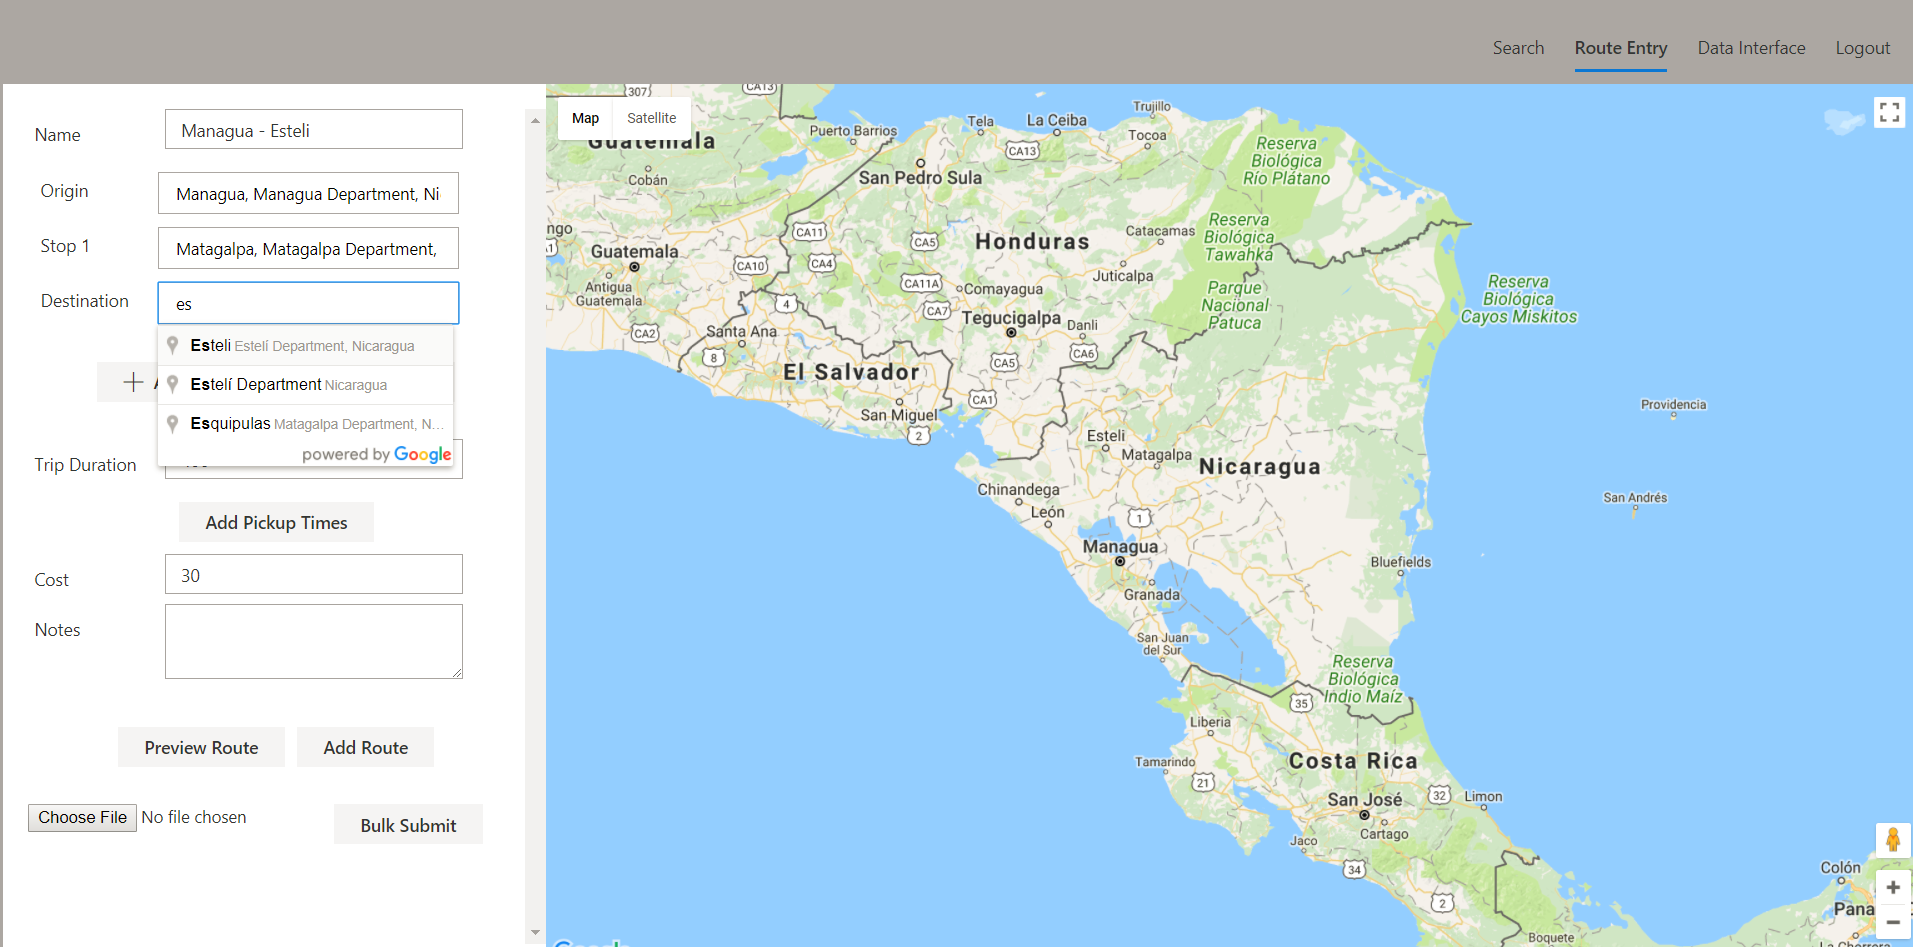 Search
Route Entry
Data Interface
Logout
Name
Managua - Esteli
Origin
Managua, Managua Department, Ni
Stop 1
Matagalpa, Matagalpa Department,
Destination
es
Esteli Estelí Department, Nicaragua
Estelí Department Nicaragua
Esquipulas Matagalpa Department, N...
powered by Google
Trip Duration
Add Pickup Times
Cost
30
Notes
Preview Route
Add Route
Choose File No file chosen
Bulk Submit
Map
Satellite
307
CA13
Guatemala
Cobán
Puerto Barrios
Tela
La Ceiba
Trujillo
Tocoa
CA13
San Pedro Sula
Reserva
Biológica
Río Plátano
ngo
Guatemala
Antigua
Guatemala
CA11
CA5
CA4
CA10
Honduras
Catacamas
Juticalpa
Reserva
Biológica
Tawahka
CA11A
Comayagua
4
CA7
Tegucigalpa
Danli
Parque
Nacional
Patuca
Reserva
Biológica
Cayos Miskitos
CA2
Santa Ana
8
CA5
CA6
El Salvador
CA1
San Miguel
2
Esteli
Matagalpa
Nicaragua
Providencia
San Andrés
Chinandega
León
1
Managua
Granada
Bluefields
San Juan
del Sur
Reserva
Biológica
Indio Maíz
35
Liberia
Tamarindo
21
Costa Rica
San José
32
Limon
Cartago
Jaco
34
2
Colón
Pana
Boquete
La Chorrera
Google